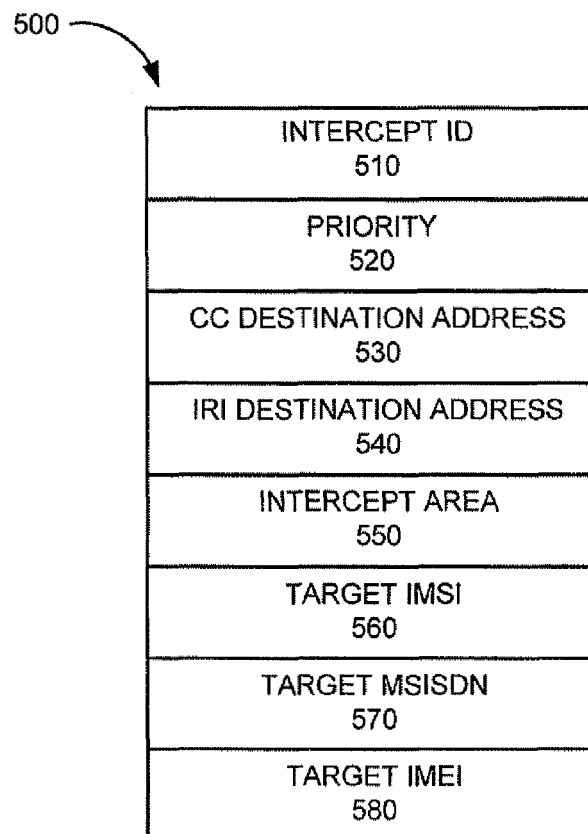 500
INTERCEPT ID
510
PRIORITY
520
CC DESTINATION ADDRESS
530
IRI DESTINATION ADDRESS
540
INTERCEPT AREA
550
TARGET IMSI
560
TARGET MSISDN
570
TARGET IMEI
580